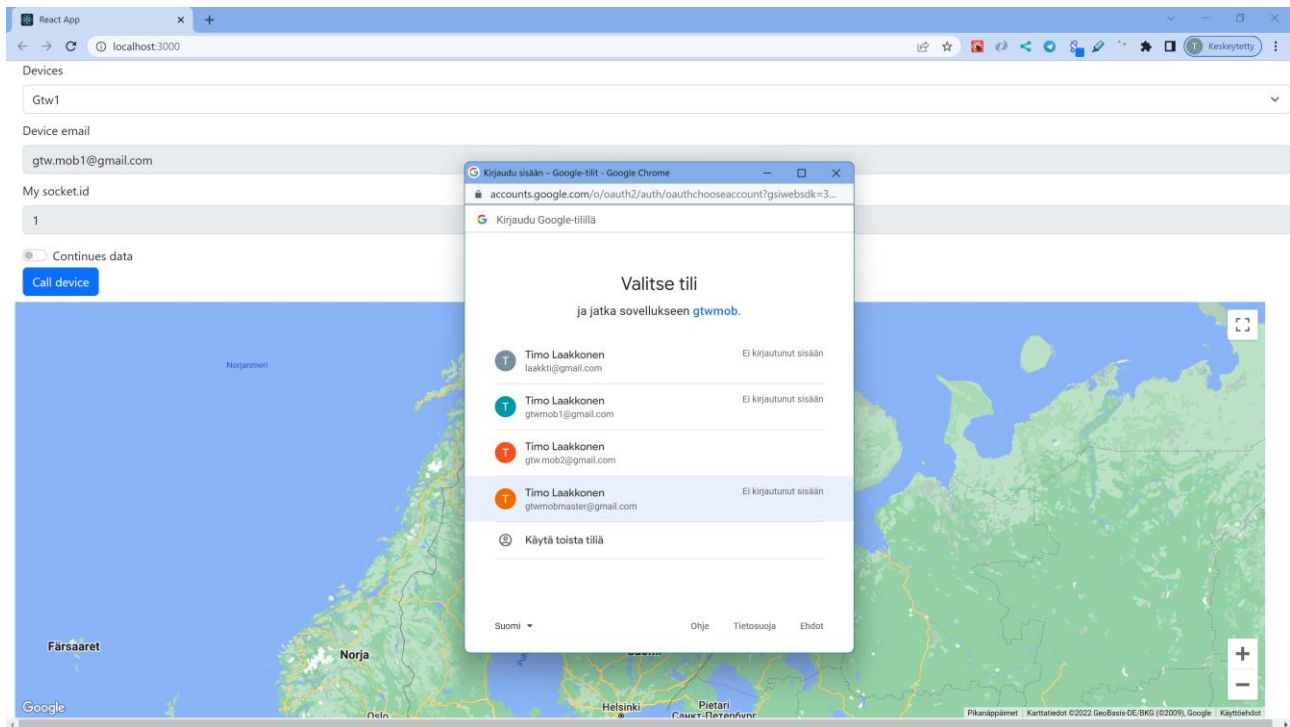 React App
localhost:3000
Keskeytetty
Devices
Gtw1
Device email
gtw.mob1@gmail.com
My socket.id
1
Continues data
Call device
Kirjaudu sisään – Google-tilit - Google Chrome
accounts.google.com/o/oauth2/auth/oauthchooseaccount?gsiwebsdk=3...
Kirjaudu Google-tilillä
Valitse tili
ja jatka sovellukseen gtwmob.
T
Timo Laakkonen
Ei kirjautunut sisään
laakkti@gmail.com
T
Timo Laakkonen
Ei kirjautunut sisään
gtwmob1@gmail.com
T
Timo Laakkonen
gtw.mob2@gmail.com
T
Timo Laakkonen
Ei kirjautunut sisään
gtwmobmaster@gmail.com
Käytä toista tiliä
Suomi
Ohje Tietosuoja Ehdot
Norjanmeri
Färsaaret
Norja
Oslo
Helsinki
Pietari
Санкт-Петербург
Google
Pikanäppäimet Karttatiedot ©2022 GeoBasis-DE/BKG (©2009), Google Käyttöehdot